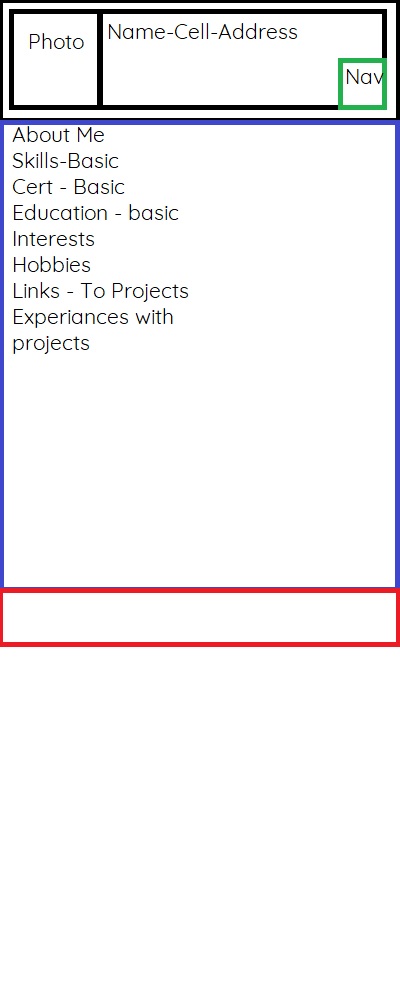 Photo
Name-Cell-Address
Nav
About Me
Skills-Basic
Cert - Basic
Education - basic
Interests
Hobbies
Links - To Projects
Experiances with
projects